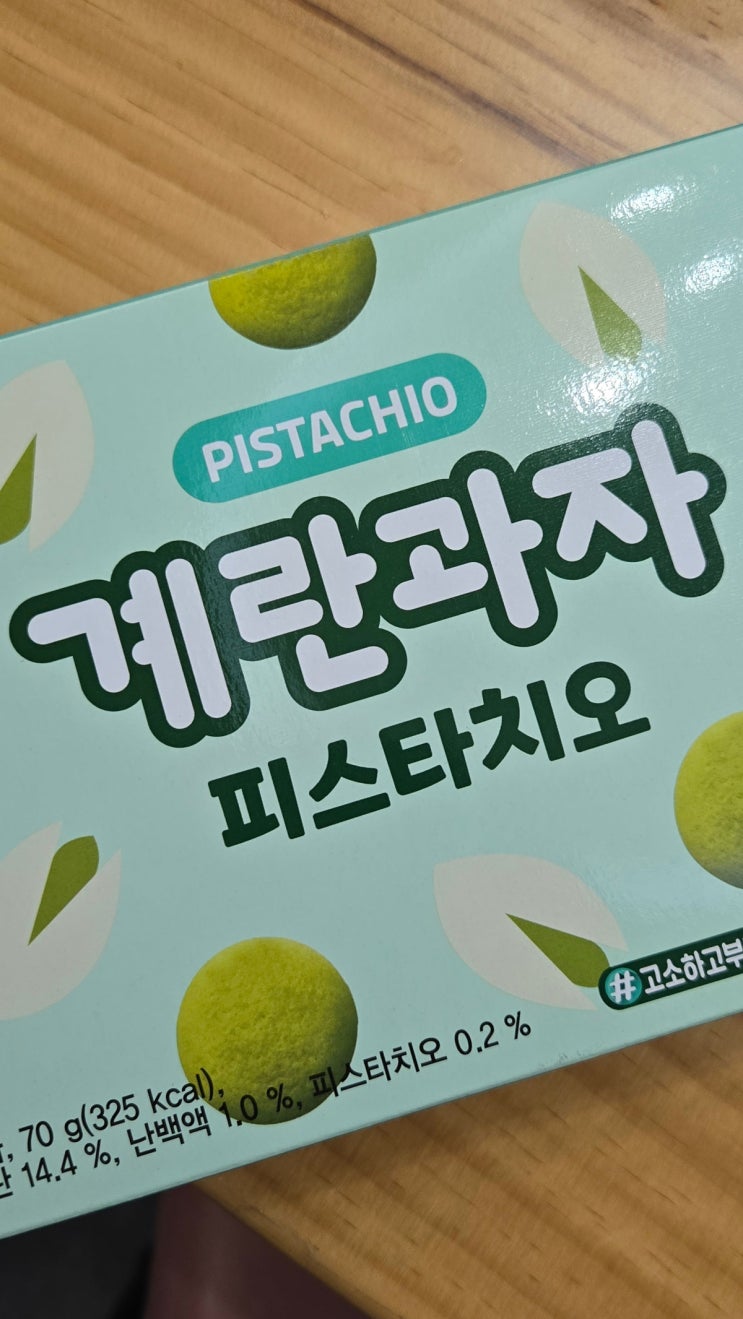 PISTACHIO
계란과자
피스타치오
#고소하고부
70 g(325 kcal),
14.4 %, 난백액 1.0 %, 피스타치오 0.2 %